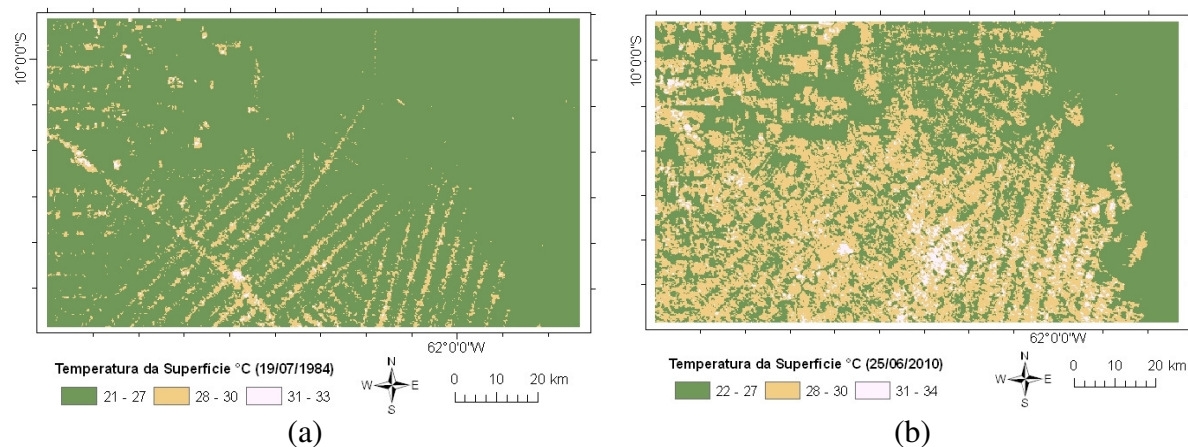 10°0'0"S
62°0'0"W
Temperatura da Superfície °C (19/07/1984)
21 - 27
28 - 30
31 - 33
N
W E
S
0 10 20 km
(a)
10°0'0"S
62°0'0"W
Temperatura da Superfície °C (25/06/2010)
22 - 27
28 - 30
31 - 34
N
W E
S
0 10 20 km
(b)